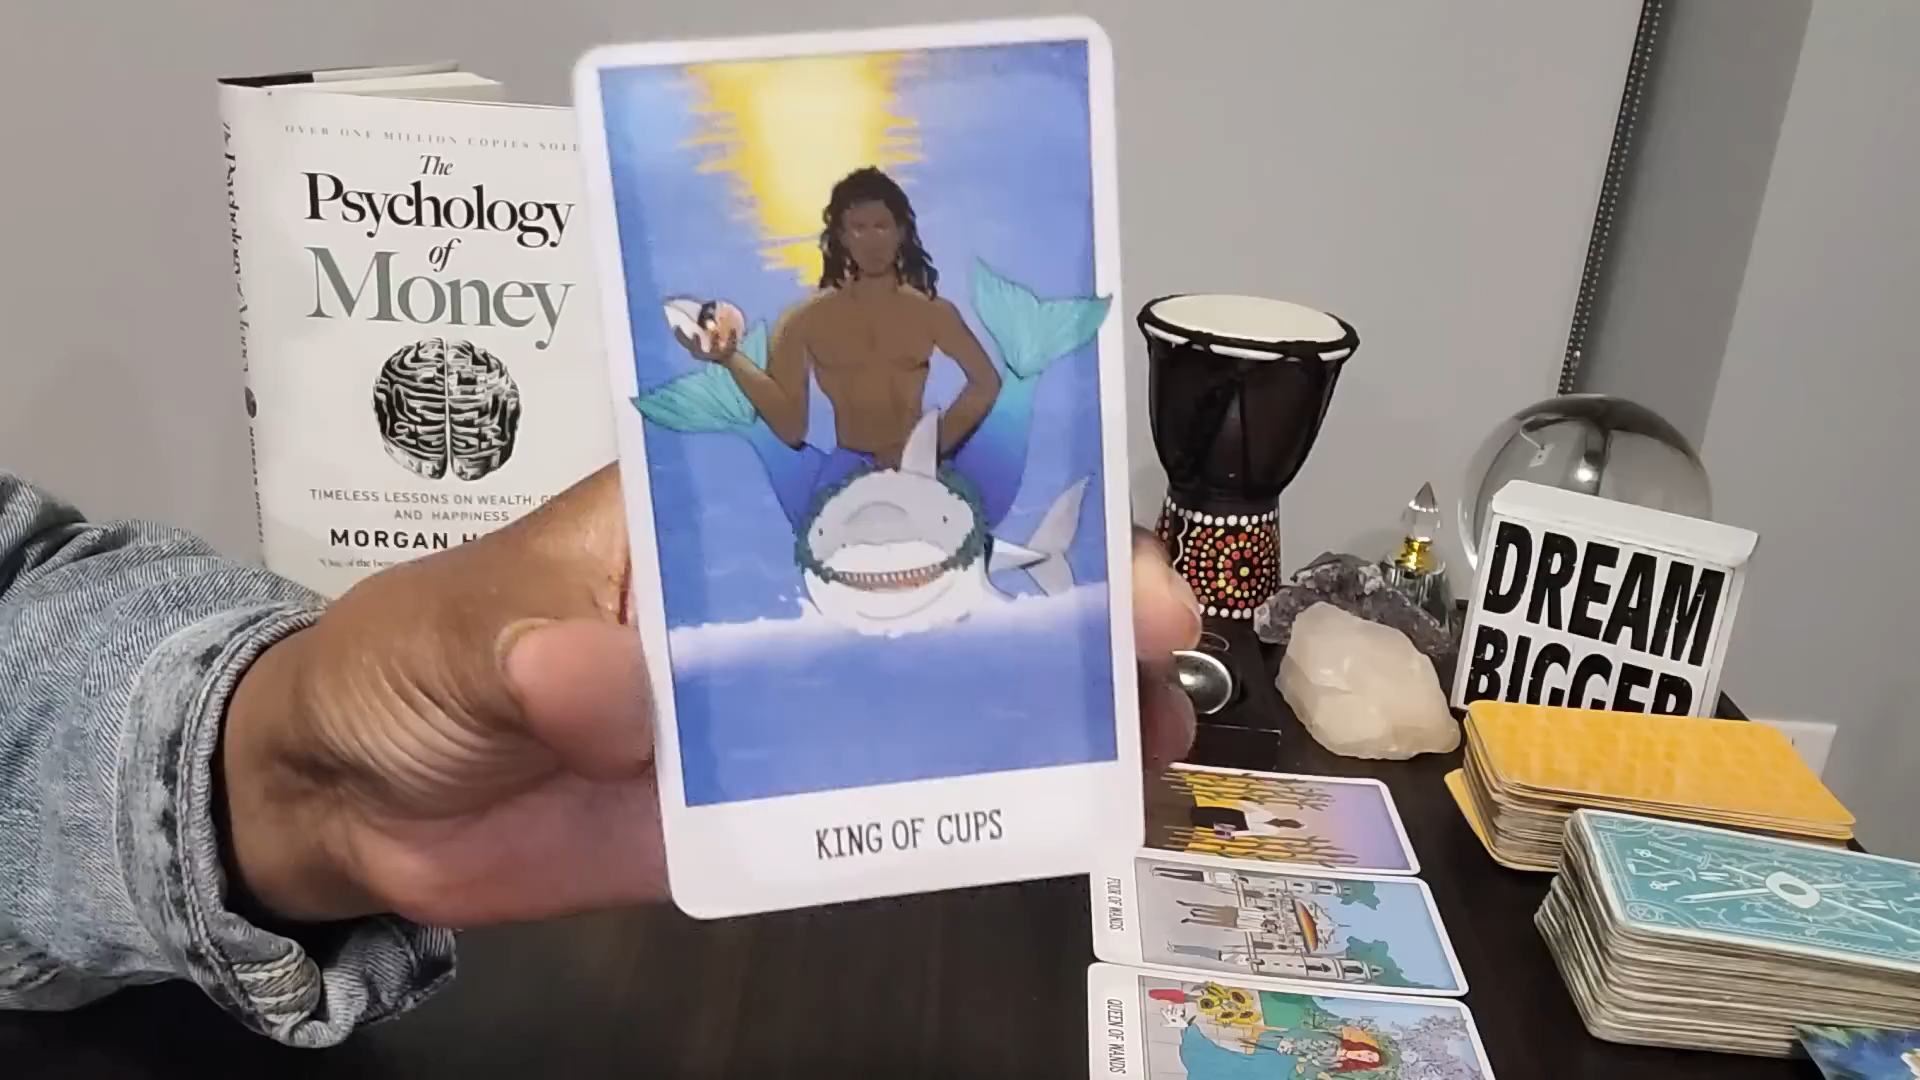 OVER ONE MILLION COPIES
The
Psychology
of
Money
TIMELESS LESSONS ON WEALTH,
AND HAPPINESS
MORGAN
KING OF CUPS
DREAM
BIGGER
FOUR OF WANDS
QUEEN OF WANDS